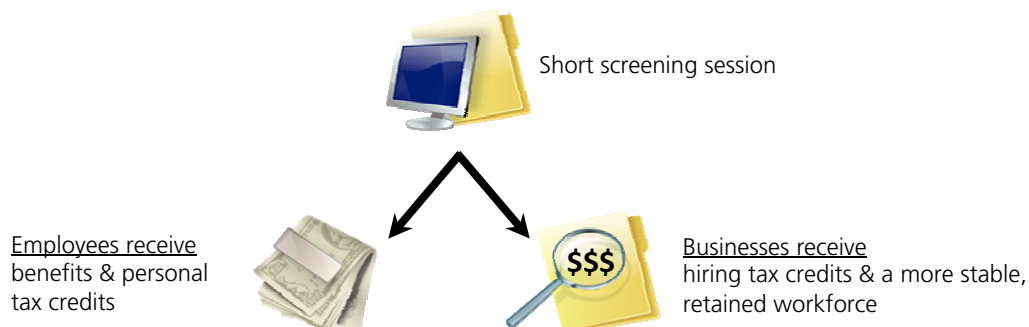 Short screening session
Employees receive
benefits & personal
tax credits
$$$
Businesses receive
hiring tax credits & a more stable,
retained workforce